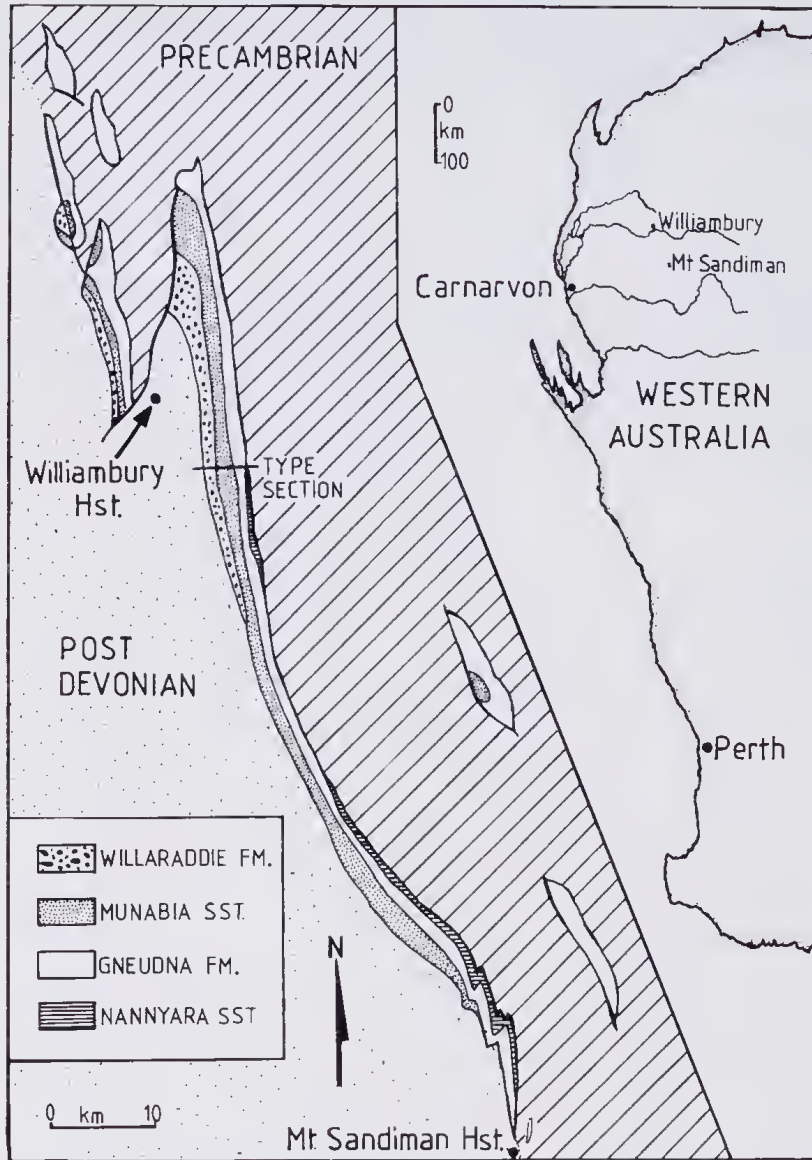 PRECAMBRIAN
0
km
100
Williambury
Mt Sandiman
Carnarvon
WESTERN
AUSTRALIA
Williambury
Hst.
TYPE
SECTION
POST
DEVONIAN
Perth
WILLARADDIE FM.
MUNABIA SST.
GNEUDNA FM.
NANNYARA SST
N
0 km 10
Mt. Sandiman Hst.